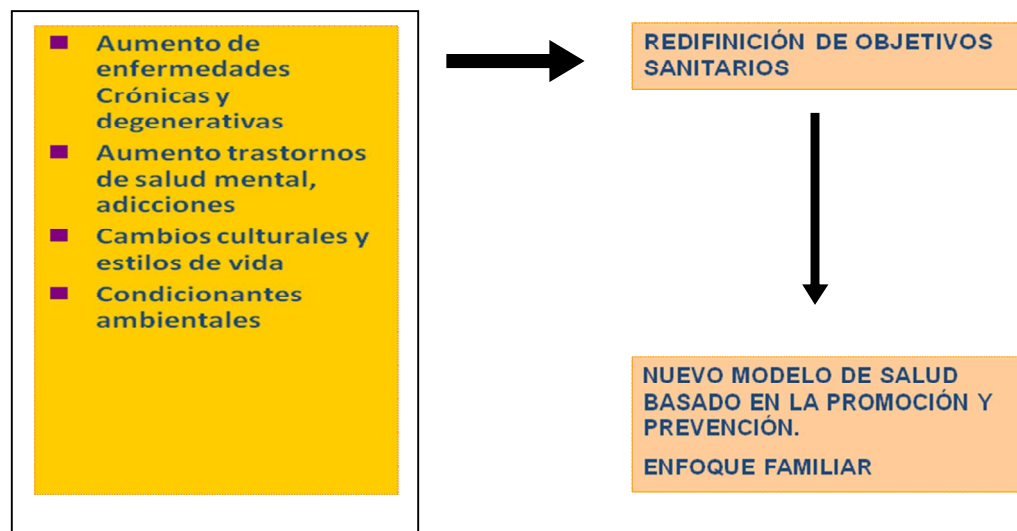 Aumento de
enfermedades
Crónicas y
degenerativas
Aumento trastornos
de salud mental,
adicciones
Cambios culturales y
estilos de vida
Condicionantes
ambientales
REDIFINICIÓN DE OBJETIVOS
SANITARIOS
NUEVO MODELO DE SALUD
BASADO EN LA PROMOCIÓN Y
PREVENCIÓN.
ENFOQUE FAMILIAR